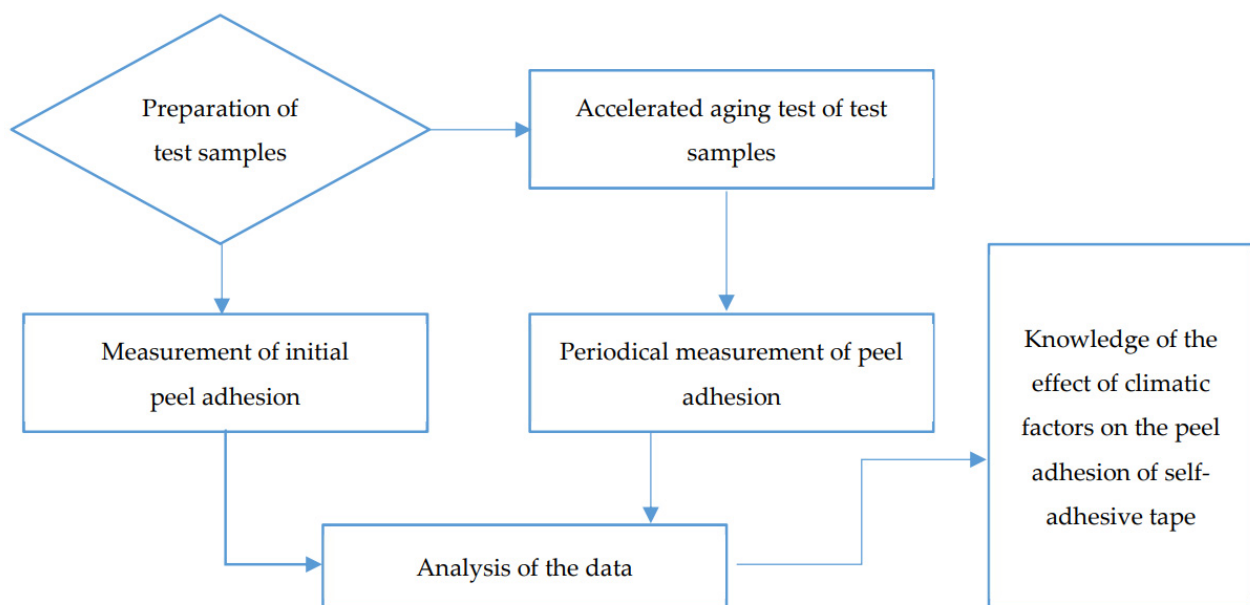 Preparation of
test samples
Accelerated aging test of test
samples
Measurement of initial
peel adhesion
Periodical measurement of peel
adhesion
Knowledge of the
effect of climatic
factors on the peel
adhesion of self-
adhesive tape
Analysis of the data